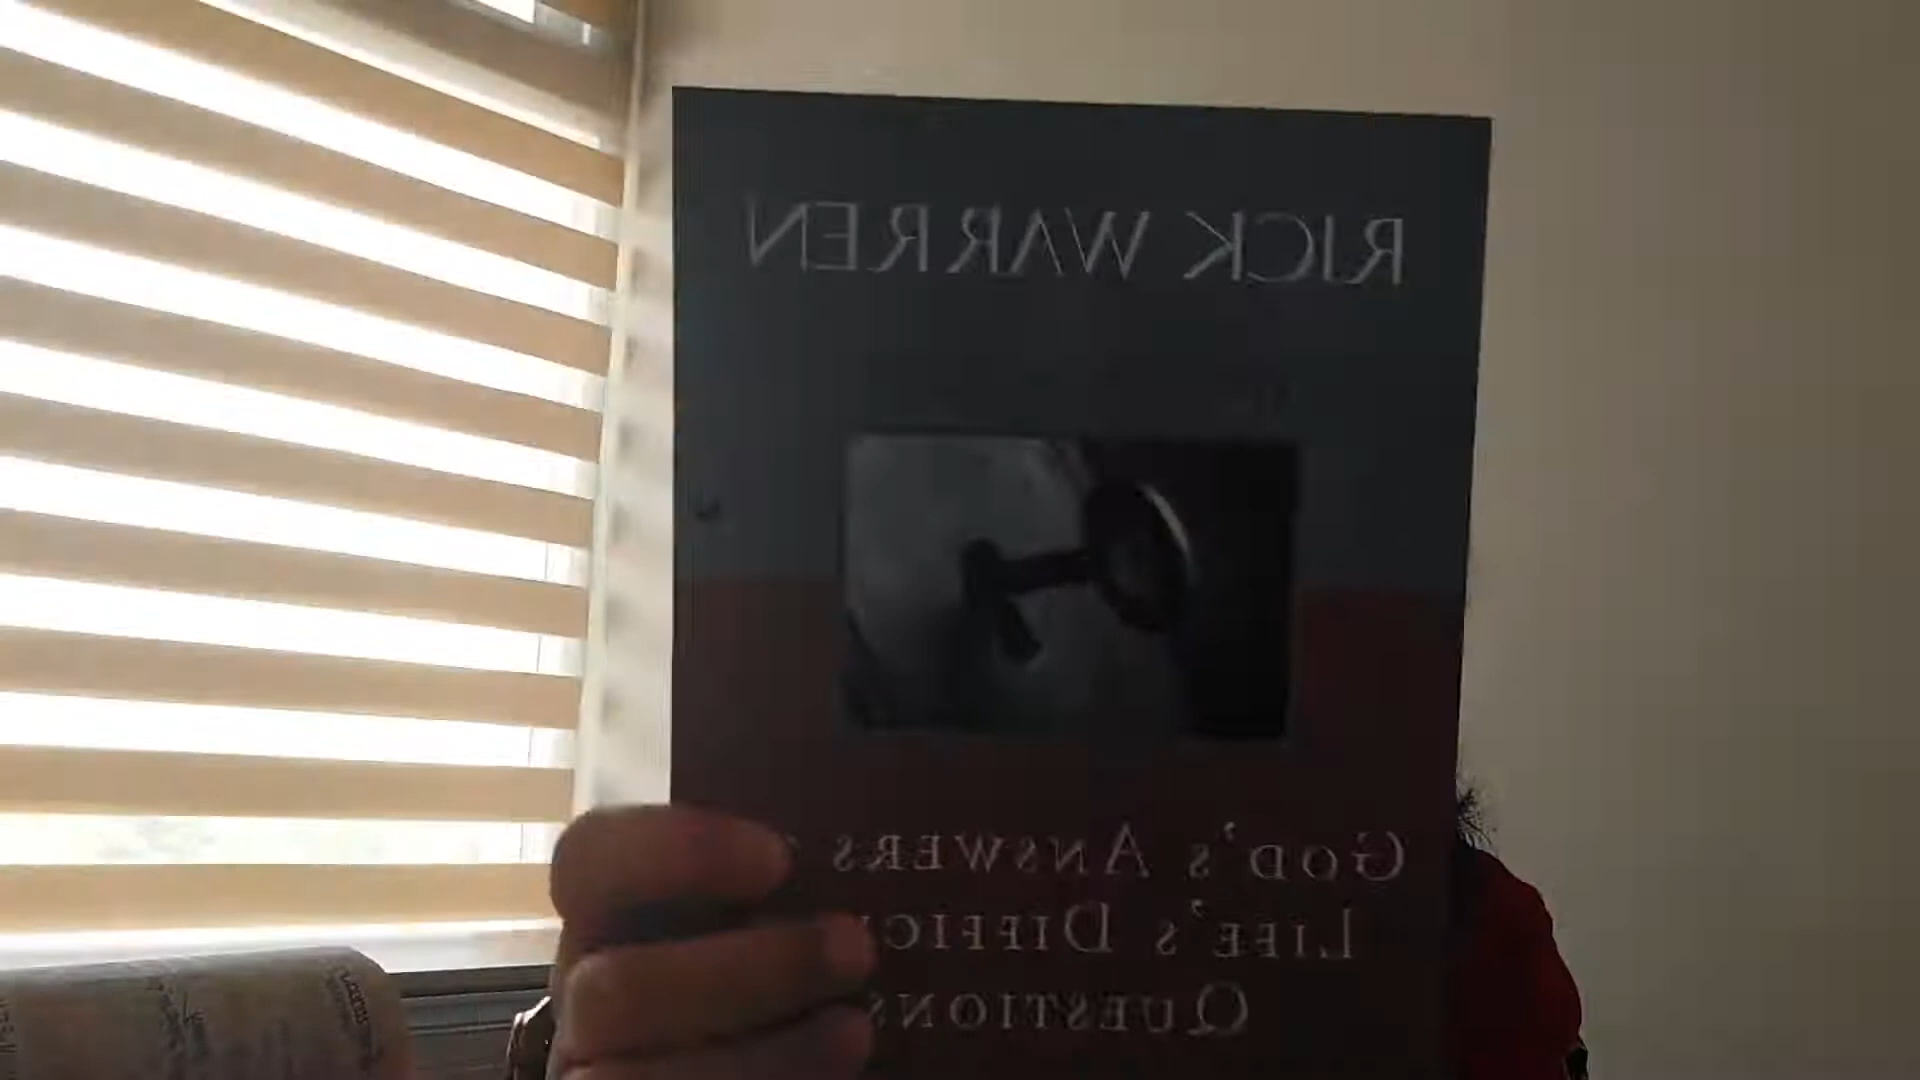 RICK WARREN
GOD'S ANSWERS
LIFE'S DIFFIC
QUESTIONS